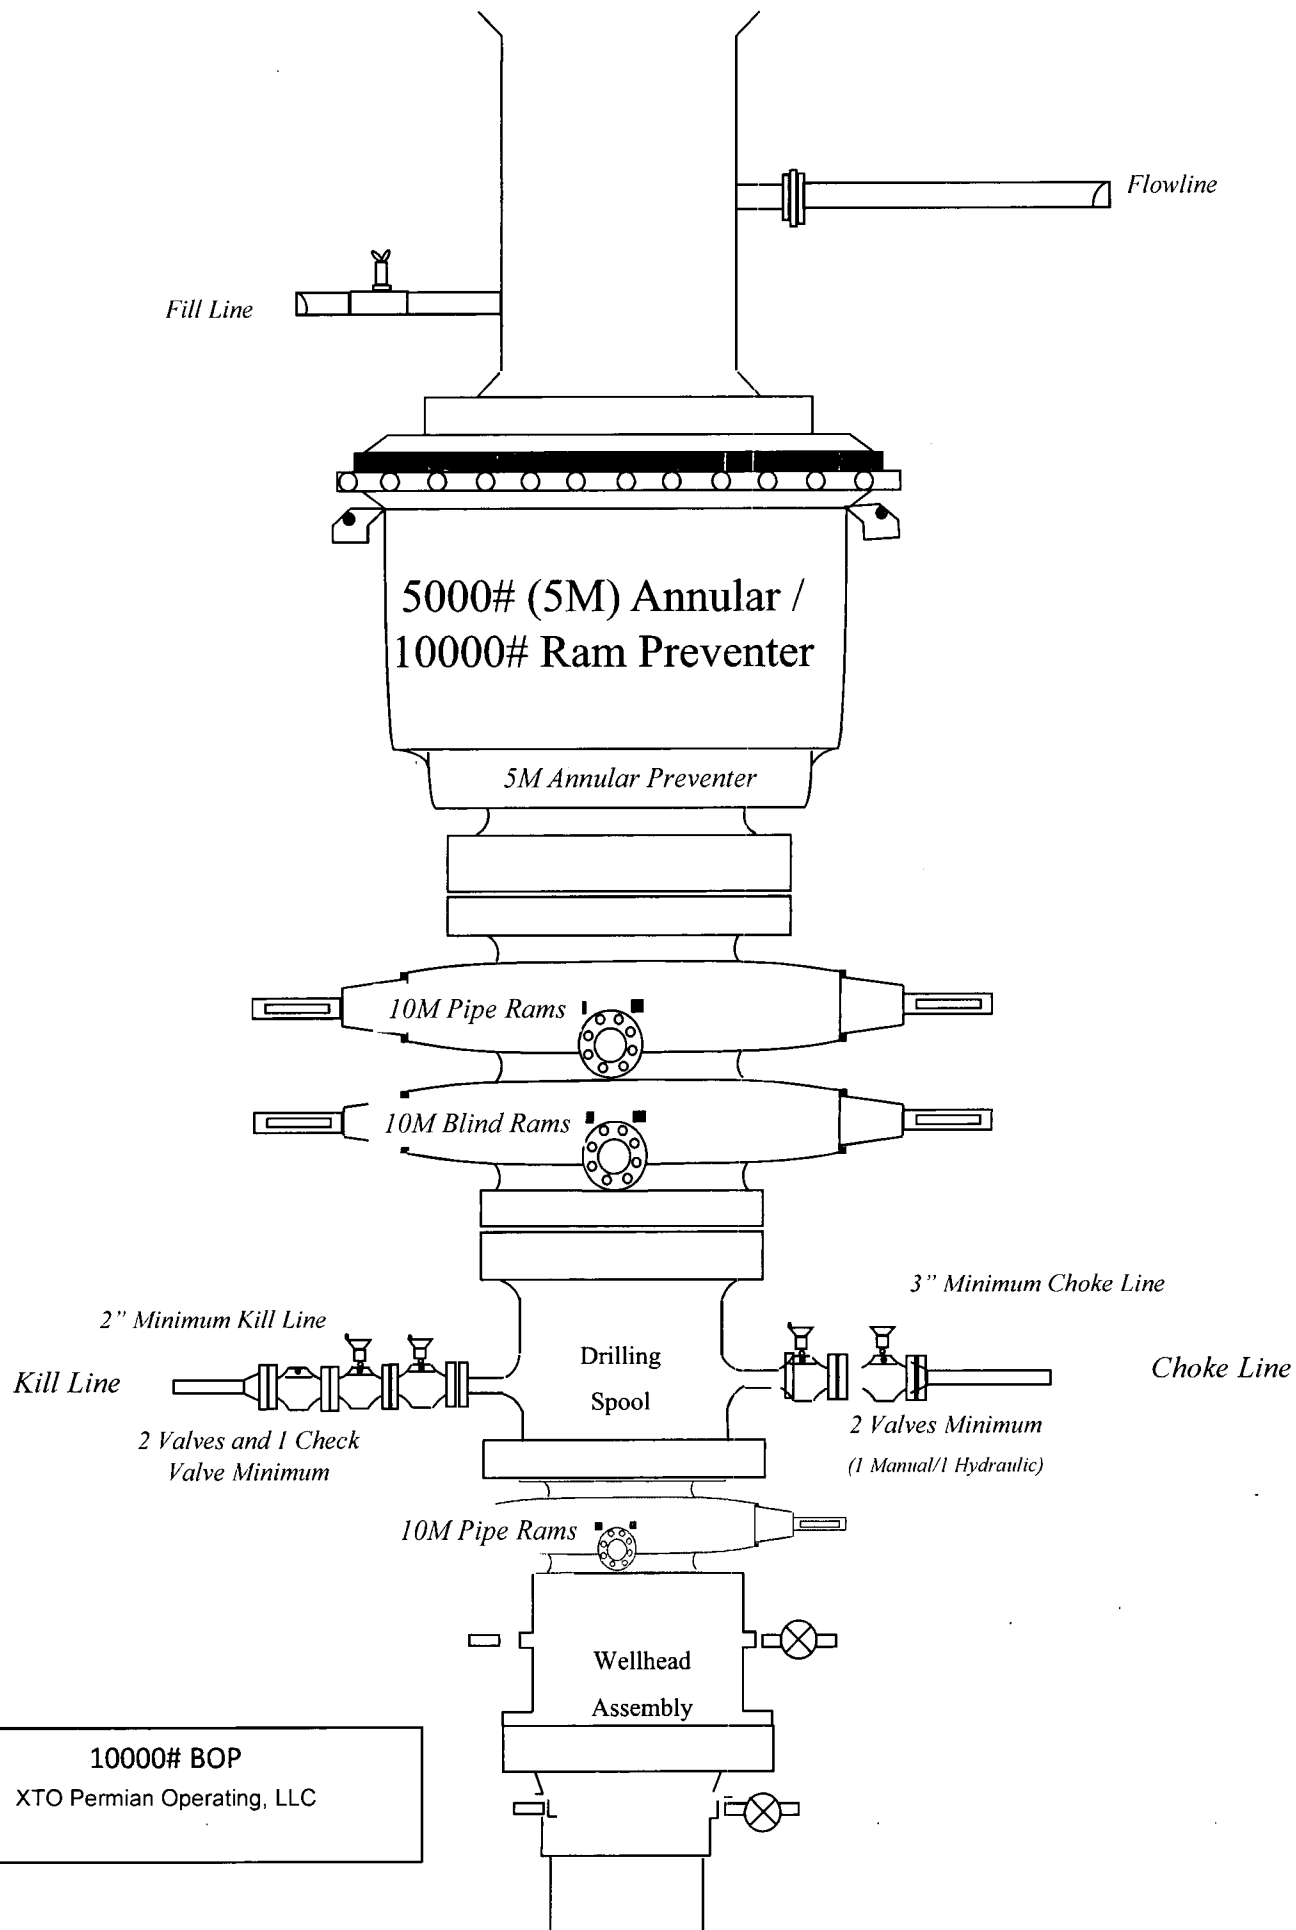 Flowline
Fill Line
5000# (5M) Annular /
10000# Ram Preventer
5M Annular Preventer
10M Pipe Rams
10M Blind Rams
3” Minimum Choke Line
2” Minimum Kill Line
Drilling
Spool
Kill Line
Choke Line
2 Valves and 1 Check
Valve Minimum
2 Valves Minimum
(1 Manual/1 Hydraulic)
10M Pipe Rams
Wellhead
Assembly
10000# BOP
XTO Permian Operating, LLC